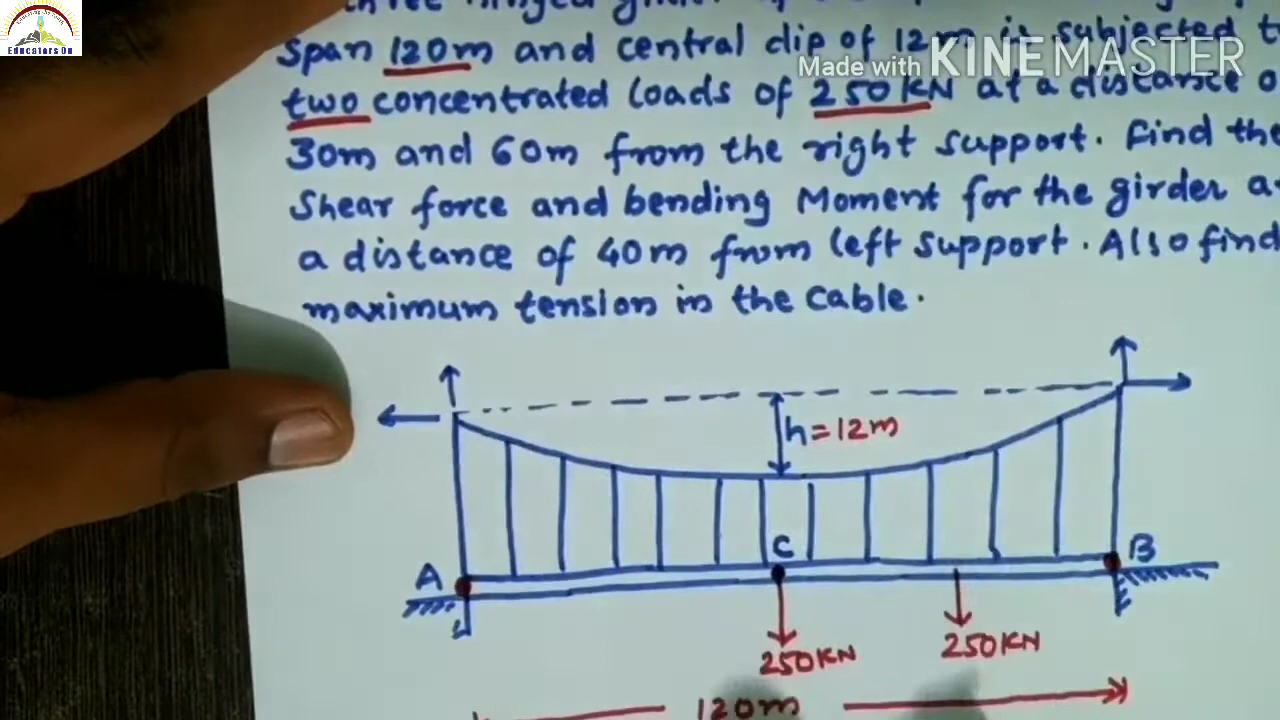 Educators Du
Made with KINEMASTER
span 120m and central dip of 12m is subjected t
two concentrated loads of 250KN at a distance o
30m and 60m from the right support. Find the
Shear force and bending Moment for the girder a
a distance of 40m from left support. Also find
maximum tension in the cable.
h=12m
C
A
B
250KN
250KN
120m